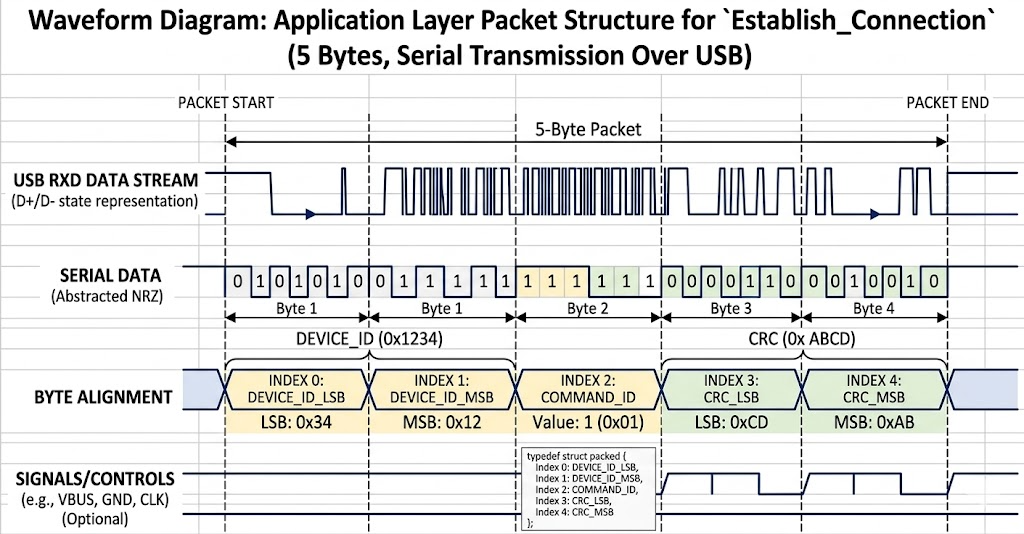 Waveform Diagram: Application Layer Packet Structure for `Establish_Connection`
(5 Bytes, Serial Transmission Over USB)
PACKET START
PACKET END
5-Byte Packet
USB RXD DATA STREAM
(D+/D- state representation)
SERIAL DATA
(Abstracted NRZ)
0 1 0 1 0 1 0 0 1 1 1 1 1 1 1 1 1 1 1 1 0 0 0 0 1 1 0 0 0 1 0 0 1 0
Byte 1
Byte 1
Byte 2
Byte 3
Byte 4
DEVICE_ID (0x1234)
CRC (0x ABCD)
BYTE ALIGNMENT
INDEX 0:
DEVICE_ID_LSB
INDEX 1:
DEVICE_ID_MSB
INDEX 2:
COMMAND_ID
INDEX 3:
CRC_LSB
INDEX 4:
CRC_MSB
LSB: 0x34
MSB: 0x12
Value: 1 (0x01)
LSB: 0xCD
MSB: 0xAB
SIGNALS/CONTROLS
(e.g., VBUS, GND, CLK)
(Optional)
typedef struct packed {
Index 0: DEVICE_ID_LSB,
Index 1: DEVICE_ID_MSB,
Index 2: COMMAND_ID,
Index 3: CRC_LSB,
Index 4: CRC_MSB
};